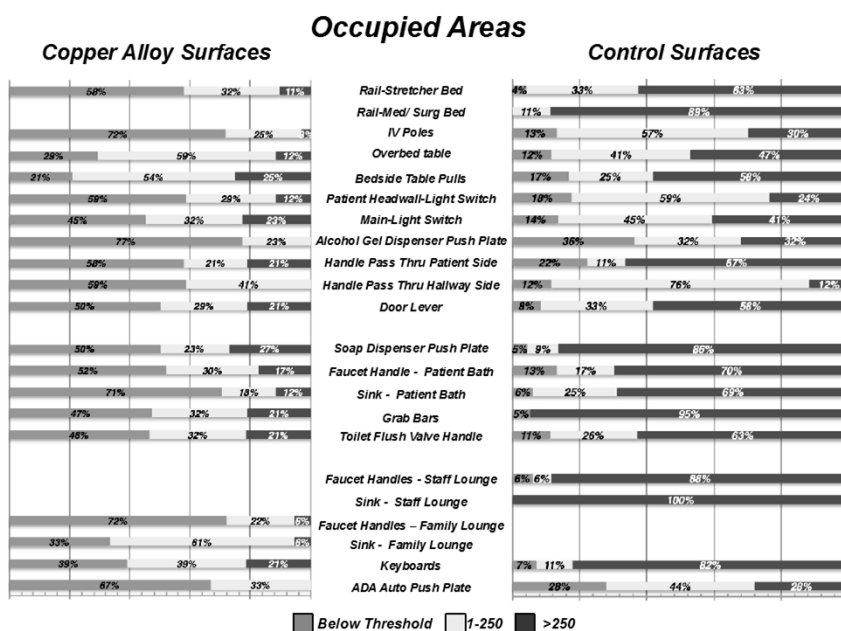 Occupied Areas
Copper Alloy Surfaces Control Surfaces
58% 32% 11% Rail-Stretcher Bed 4% 33% 63%
Rail-Med/ Surg Bed 11% 89%
72% 25% 3% IV Poles 13% 57% 30%
29% 59% 12% Overbed table 12% 41% 47%
21% 54% 25% Bedside Table Pulls 17% 25% 58%
59% 29% 12% Patient Headwall-Light Switch 18% 59% 24%
45% 32% 23% Main-Light Switch 14% 45% 41%
77% 23% Alcohol Gel Dispenser Push Plate 36% 32% 32%
58% 21% 21% Handle Pass Thru Patient Side 22% 11% 67%
59% 41% Handle Pass Thru Hallway Side 12% 76% 12%
50% 29% 21% Door Lever 8% 33% 58%
50% 23% 27% Soap Dispenser Push Plate 5% 9% 86%
52% 30% 17% Faucet Handle - Patient Bath 13% 17% 70%
71% 18% 12% Sink - Patient Bath 6% 25% 69%
47% 32% 21% Grab Bars 5% 95%
46% 32% 21% Toilet Flush Valve Handle 11% 26% 63%
Faucet Handles - Staff Lounge 6% 6% 88%
Sink - Staff Lounge 100%
72% 22% 6% Faucet Handles – Family Lounge
33% 61% 6% Sink - Family Lounge
39% 39% 21% Keyboards 7% 11% 82%
67% 33% ADA Auto Push Plate 28% 44% 28%
Below Threshold 1-250 >250